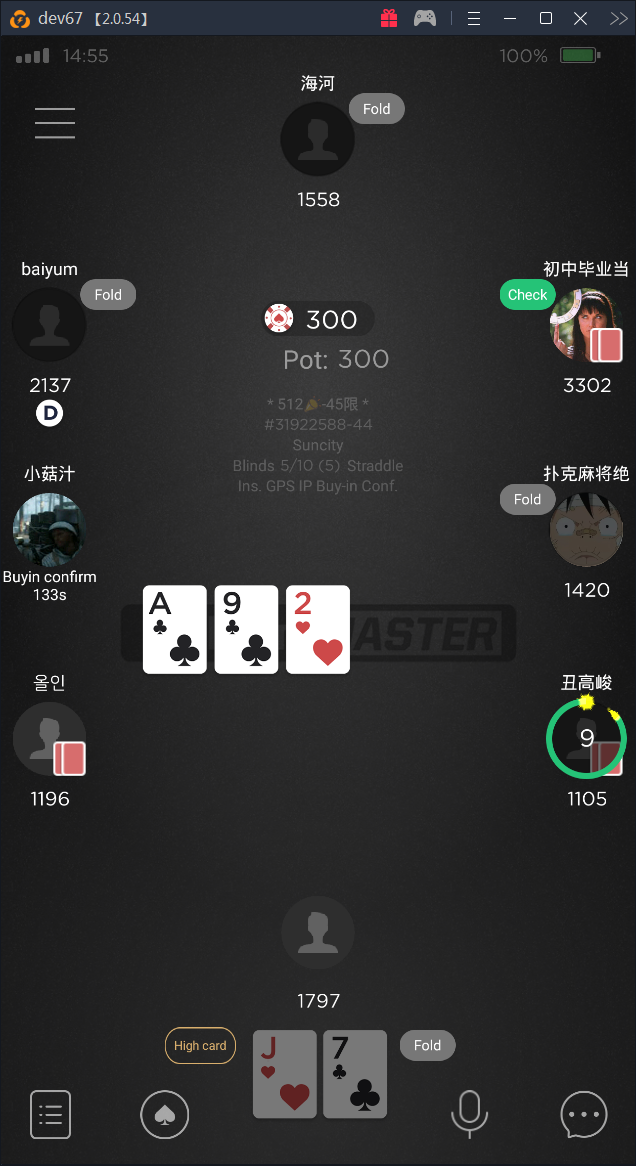 dev67 【2.0.54】
14:55
100%
海河
Fold
1558
baiyum
Fold
2137
D
初中毕业当
Check
3302
300
Pot: 300
* 512 -45限 *
#31922588-44
Suncity
Blinds 5/10 (5) Straddle
Ins. GPS IP Buy-in Conf.
小菇汁
Buyin confirm
133s
扑克麻将绝
Fold
1420
A
9
2
MASTER
올인
1196
丑高峻
9
1105
1797
High card
J
7
Fold